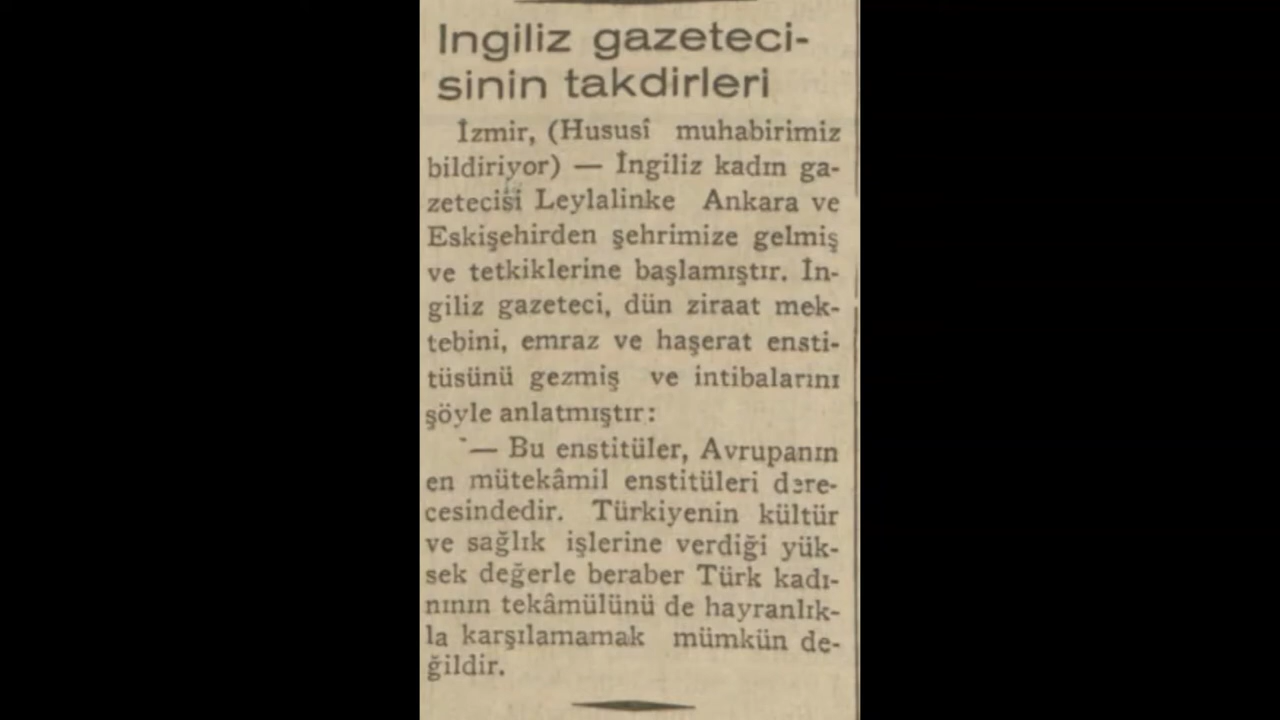 Ingiliz gazeteci-
sinin takdirleri
İzmir, (Hususî muhabirimiz
bildiriyor) — İngiliz kadın ga-
zetecisi Leylalinke Ankara ve
Eskişehirden şehrimize gelmiş
ve tetkiklerine başlamıştır. İn-
giliz gazeteci, dün ziraat mek-
tebini, emraz ve haşerat ensti-
tüsünü gezmiş ve intibalarını
şöyle anlatmıştır:
— Bu enstitüler, Avrupanın
en mütekâmil enstitüleri dere-
cesindedir. Türkiyenin kültür
ve sağlık işlerine verdiği yük-
sek değerle beraber Türk kadı-
nının tekâmülünü de hayranlık-
la karşılamamak mümkün de-
ğildir.